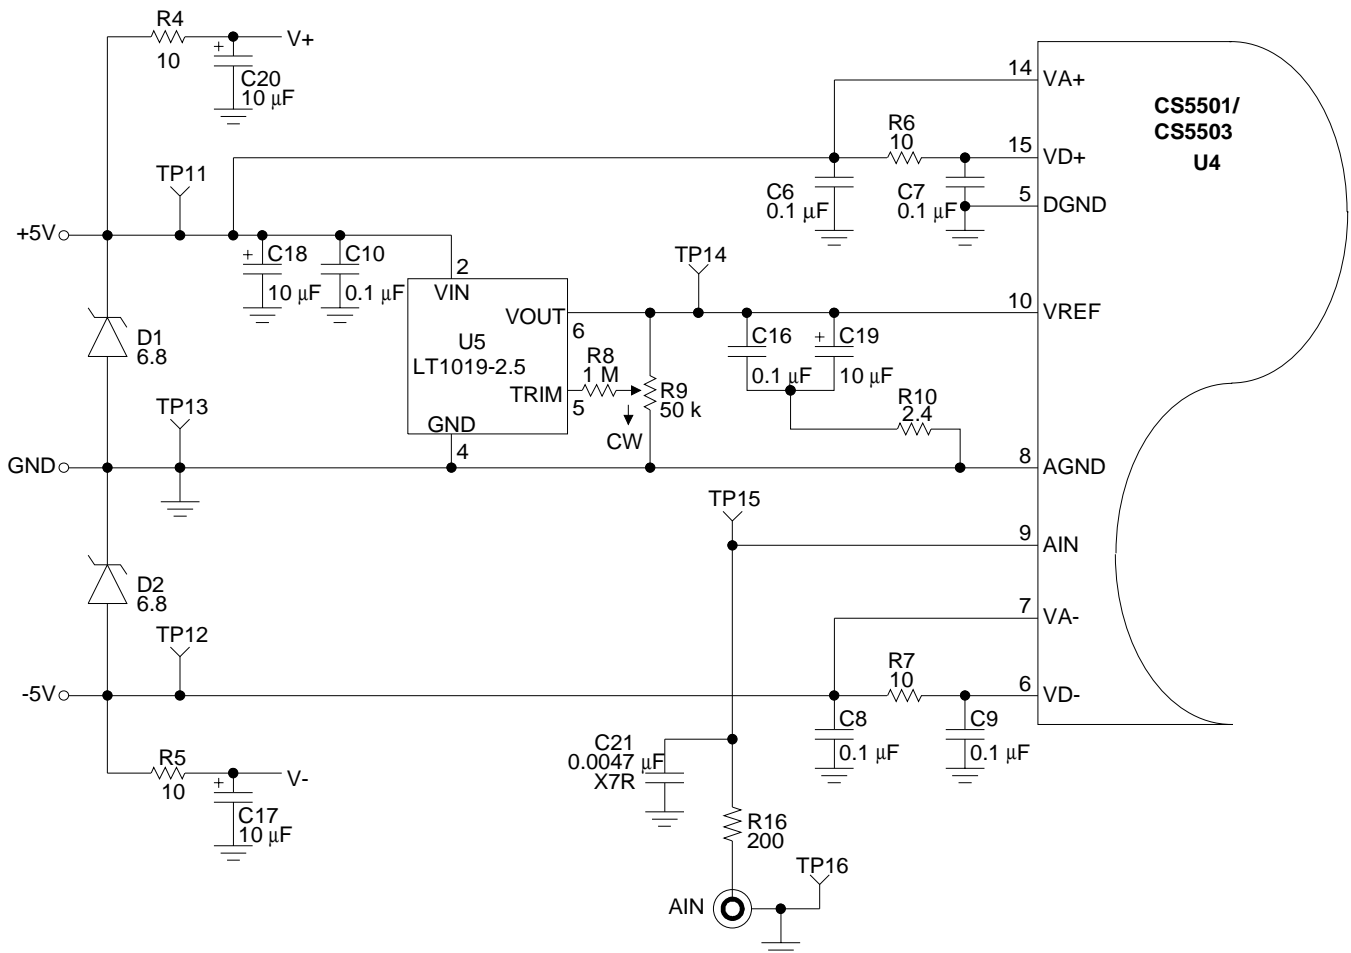 R4
10
V+
+
C20
10 µF
14
VA+
CS5501/
CS5503
U4
R6
10
15
VD+
TP11
C6
0.1 µF
C7
0.1 µF
5
DGND
+5V
+
C18
10 µF
C10
0.1 µF
2
VIN
TP14
10
VREF
VOUT
6
U5
LT1019-2.5
D1
6.8
C16
0.1 µF
+
C19
10 µF
R8
1 M
TRIM
5
R9
50 k
CW
R10
2.4
TP13
GND
4
GND
8
AGND
TP15
9
AIN
D2
6.8
7
VA-
TP12
R7
10
-5V
6
VD-
C8
0.1 µF
C9
0.1 µF
R5
10
V-
+
C17
10 µF
C21
0.0047 µF
X7R
R16
200
TP16
AIN